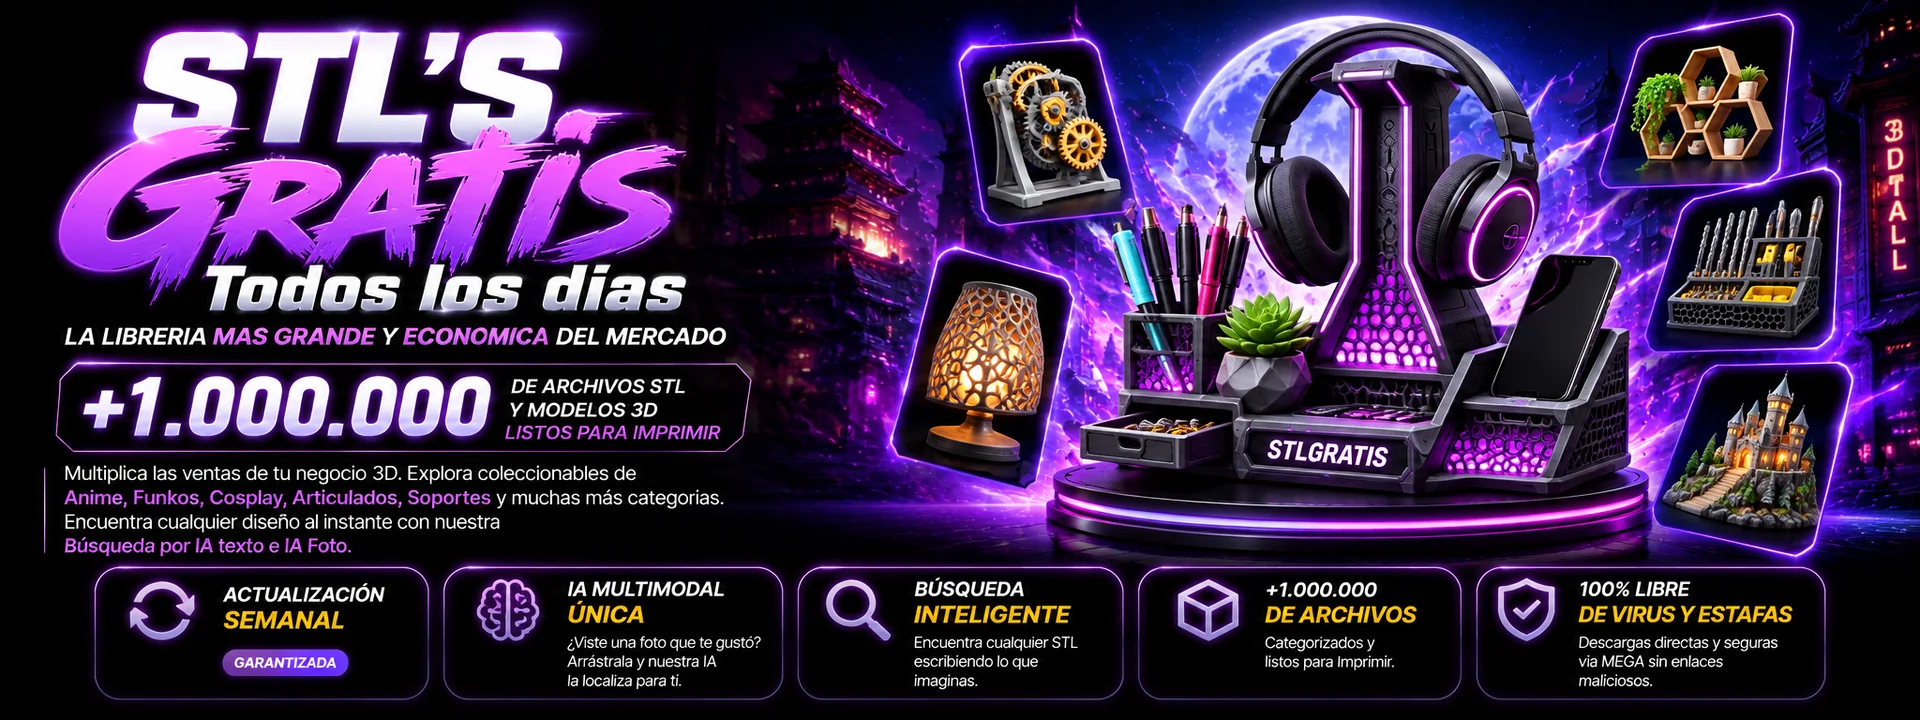 STL'S
GRATIS
Todos los dias
LA LIBRERIA MAS GRANDE Y ECONOMICA DEL MERCADO
+1.000.000
DE ARCHIVOS STL
Y MODELOS 3D
LISTOS PARA IMPRIMIR
Multiplica las ventas de tu negocio 3D. Explora coleccionables de
Anime, Funkos, Cosplay, Articulados, Soportes y muchas más categorias.
Encuentra cualquier diseño al instante con nuestra
Búsqueda por IA texto e IA Foto.
STLGRATIS
3DTALL
ACTUALIZACIÓN
SEMANAL
GARANTIZADA
IA MULTIMODAL
ÚNICA
¿Viste una foto que te gustó?
Arrástrala y nuestra IA
la localiza para ti.
BÚSQUEDA
INTELIGENTE
Encuentra cualquier STL
escribiendo lo que
imaginas.
+1.000.000
DE ARCHIVOS
Categorizados y
listos para Imprimir.
100% LIBRE
DE VIRUS Y ESTAFAS
Descargas directas y seguras
via MEGA sin enlaces
maliciosos.